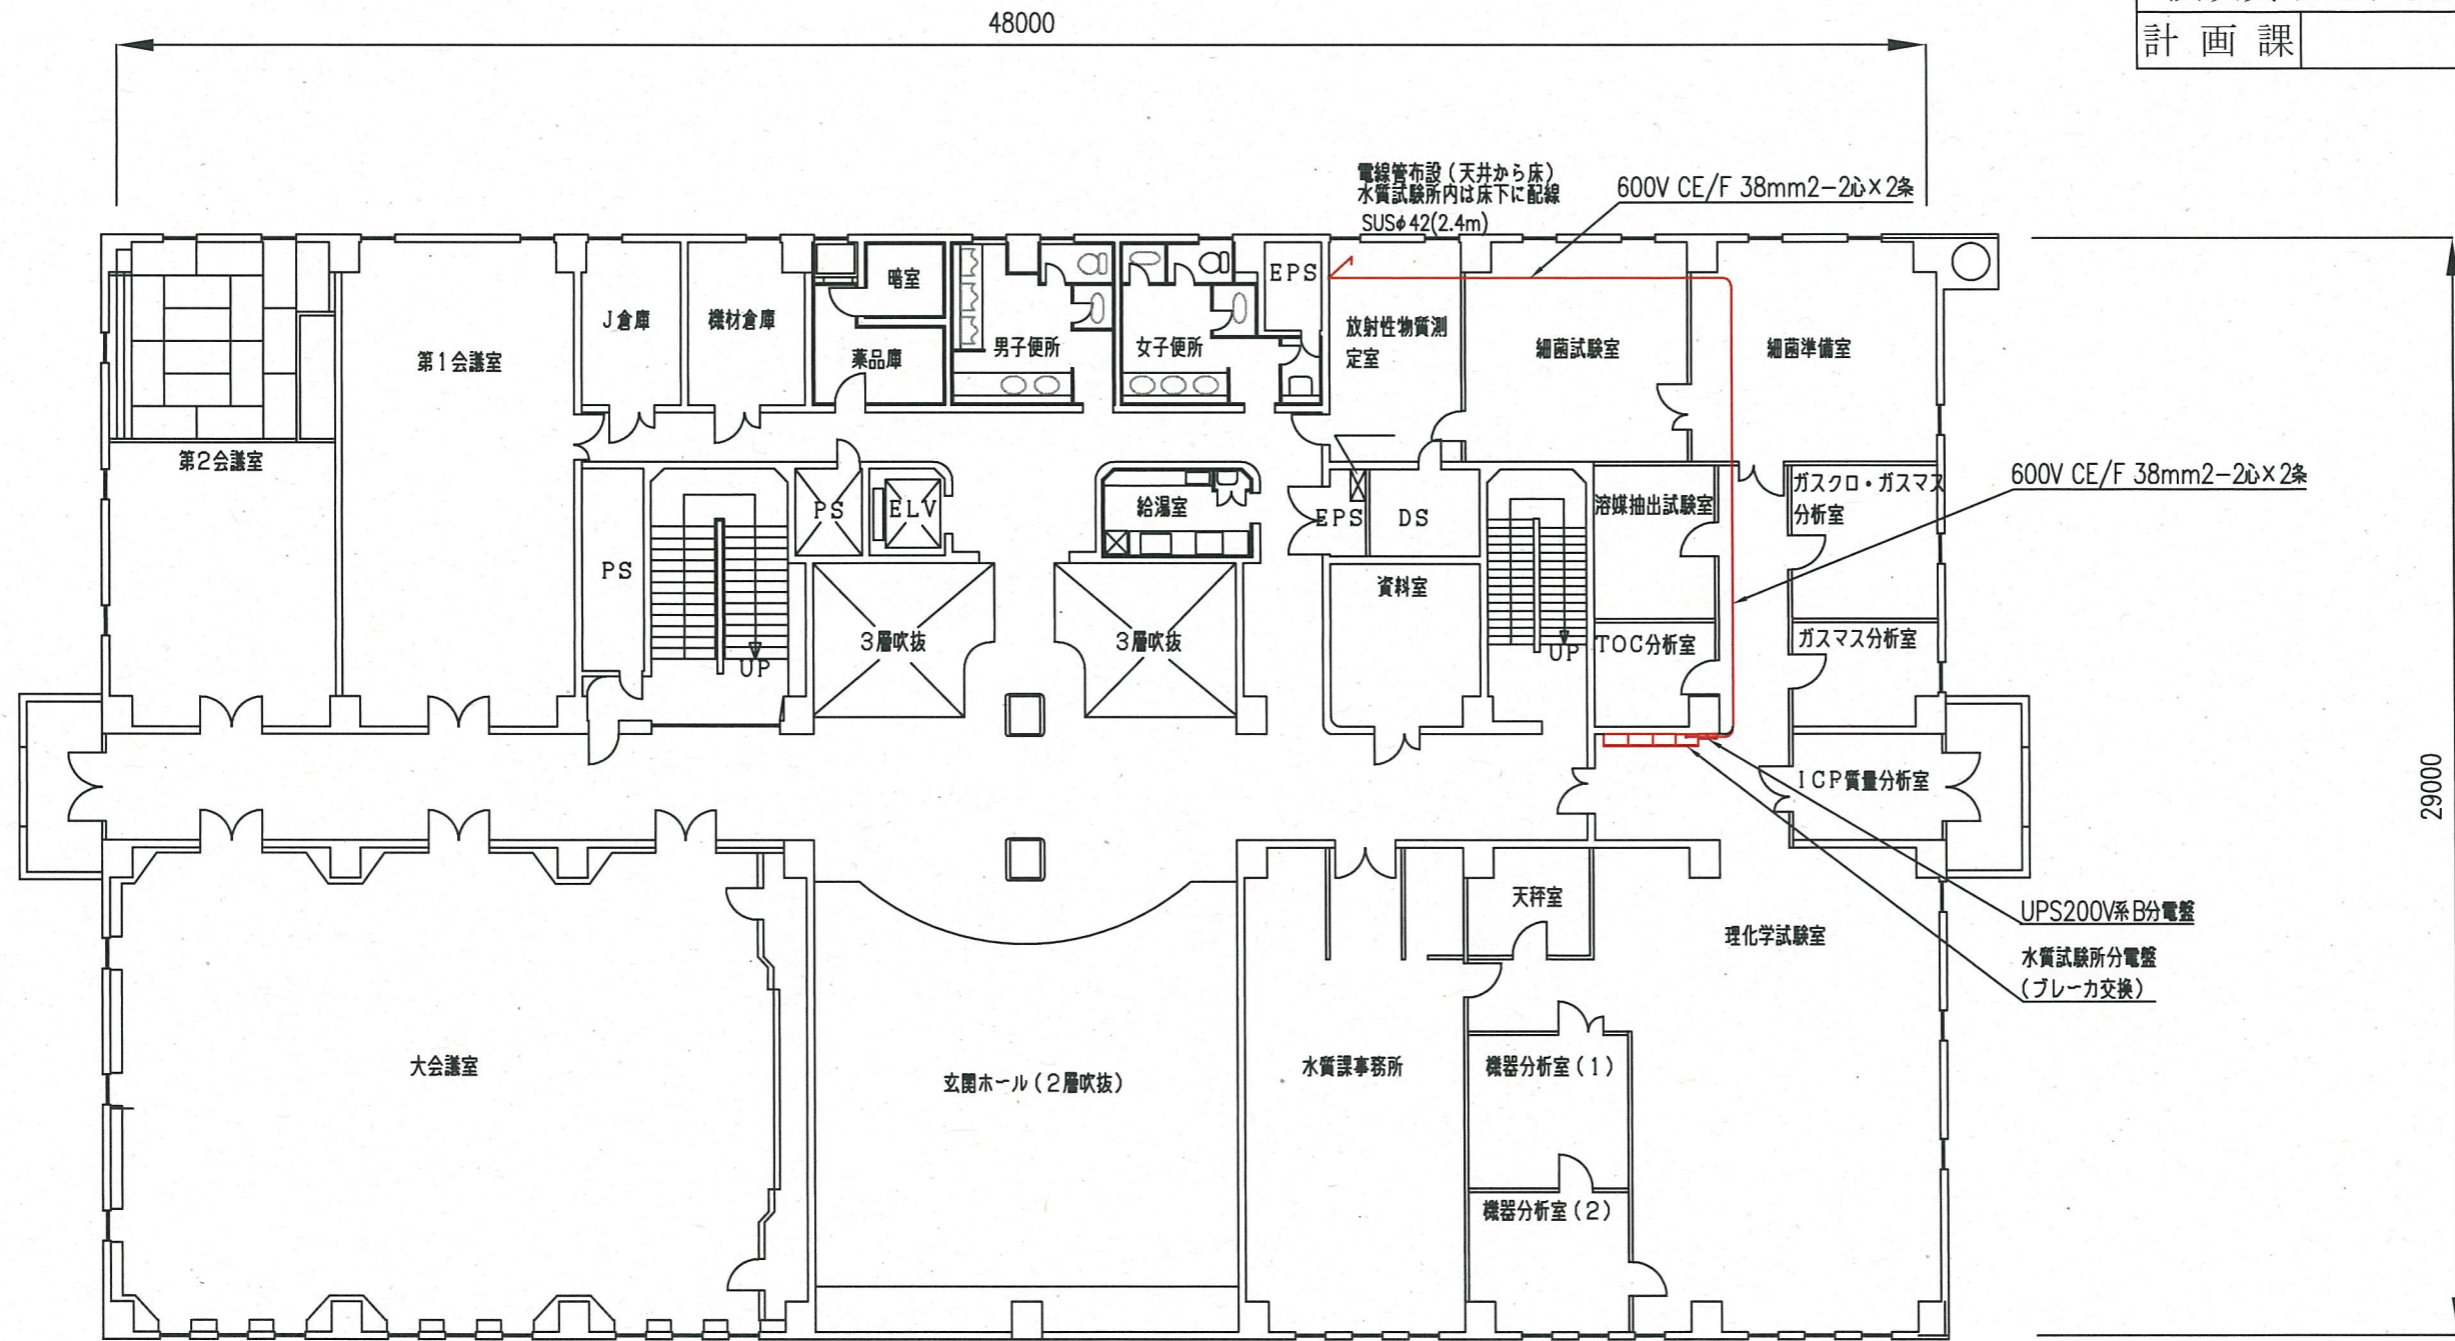 計画課
48000
電線管布設（天井から床）
水質試験所内は床下に配線
SUSφ42(2.4m)
600V CE/F 38mm2-2心×2条
暗室
EPS
J倉庫
機材倉庫
放射性物質測
定室
男子便所
女子便所
細菌試験室
細菌準備室
第1会議室
薬品庫
第2会議室
600V CE/F 38mm2-2心×2条
ガスクロ・ガスマス
分析室
溶媒抽出試験室
PS
ELV
給湯室
EPS
DS
PS
資料室
3層吹抜
3層吹抜
TOC分析室
ガスマス分析室
UP
UP
ICP質量分析室
29000
天秤室
UPS200V系B分電盤
理化学試験室
水質試験所分電盤
（ブレーカ交換）
大会議室
玄関ホール（2層吹抜）
水質課事務所
機器分析室（1）
機器分析室（2）